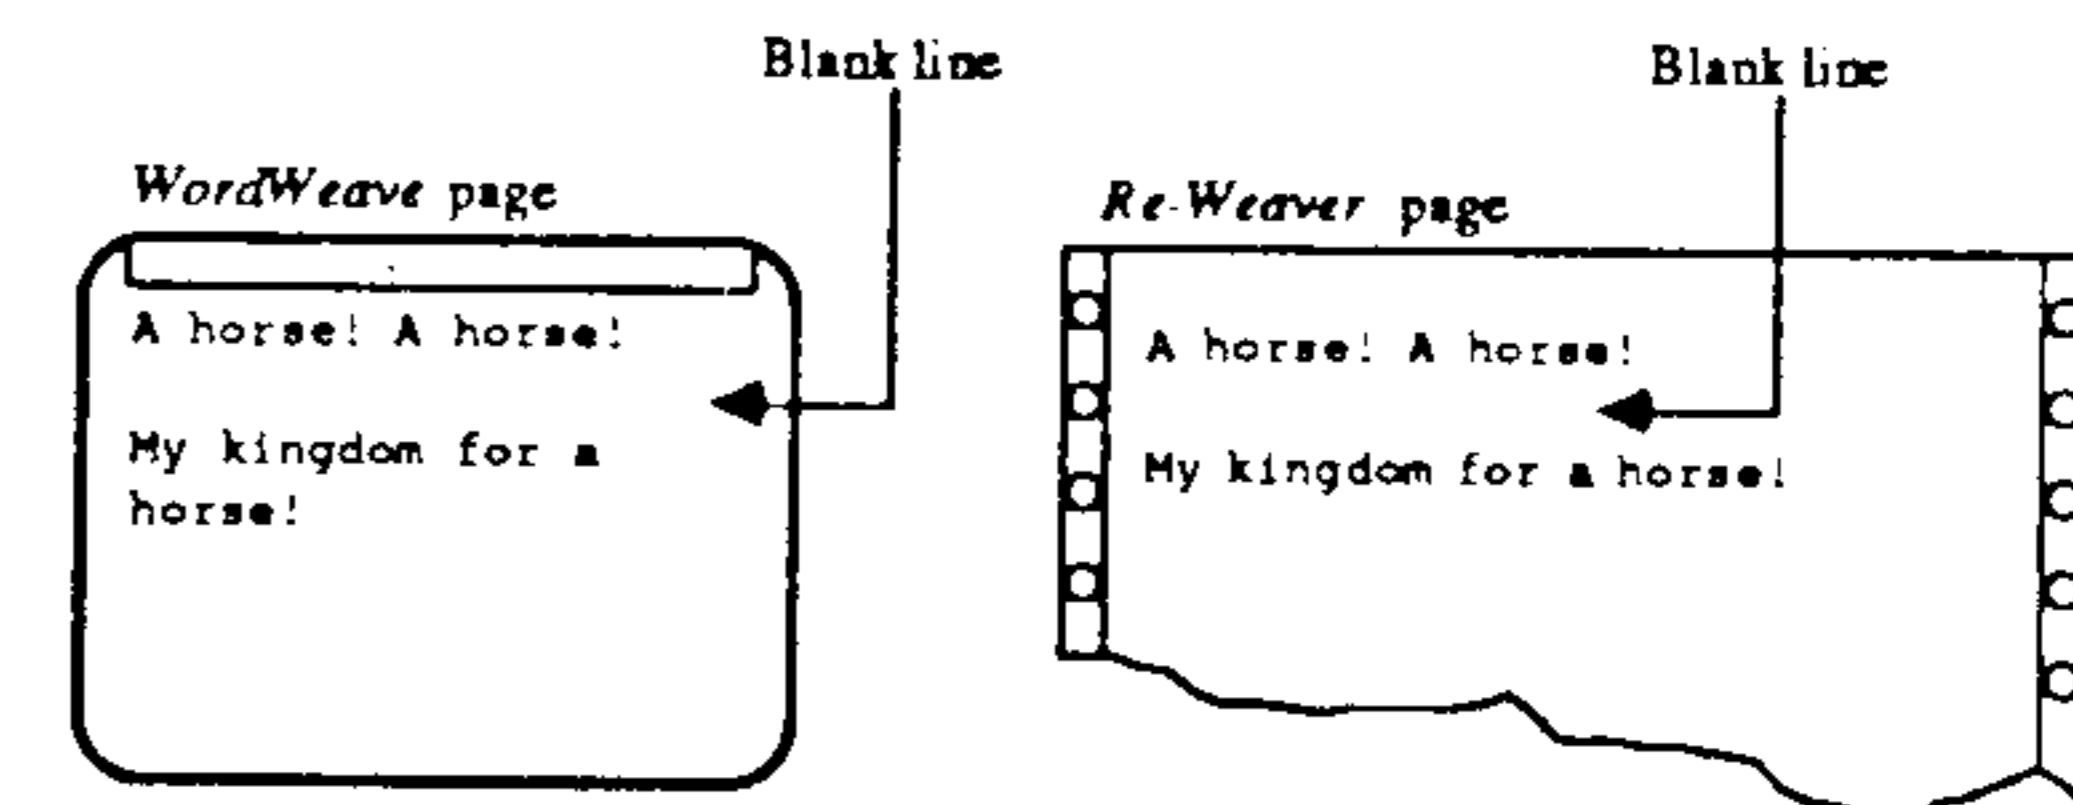 Blank line
WordWeave page
A horse! A horse!
My kingdom for a
horse!
Blank line
Re-Weaver page
A horse! A horse!
My kingdom for a horse!